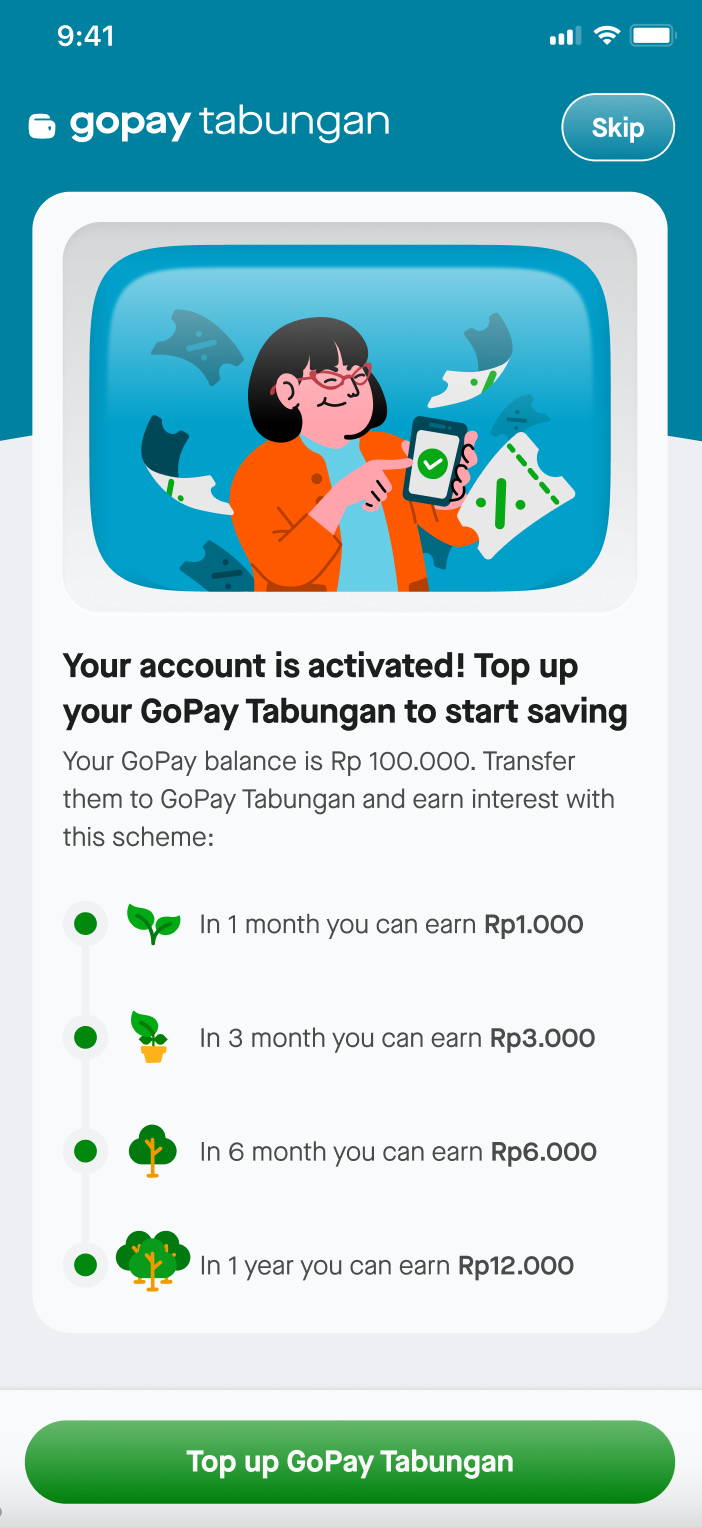 9:41
gopay tabungan
Skip
Your account is activated! Top up
your GoPay Tabungan to start saving
Your GoPay balance is Rp 100.000. Transfer
them to GoPay Tabungan and earn interest with
this scheme:
In 1 month you can earn Rp1.000
In 3 month you can earn Rp3.000
In 6 month you can earn Rp6.000
In 1 year you can earn Rp12.000
Top up GoPay Tabungan